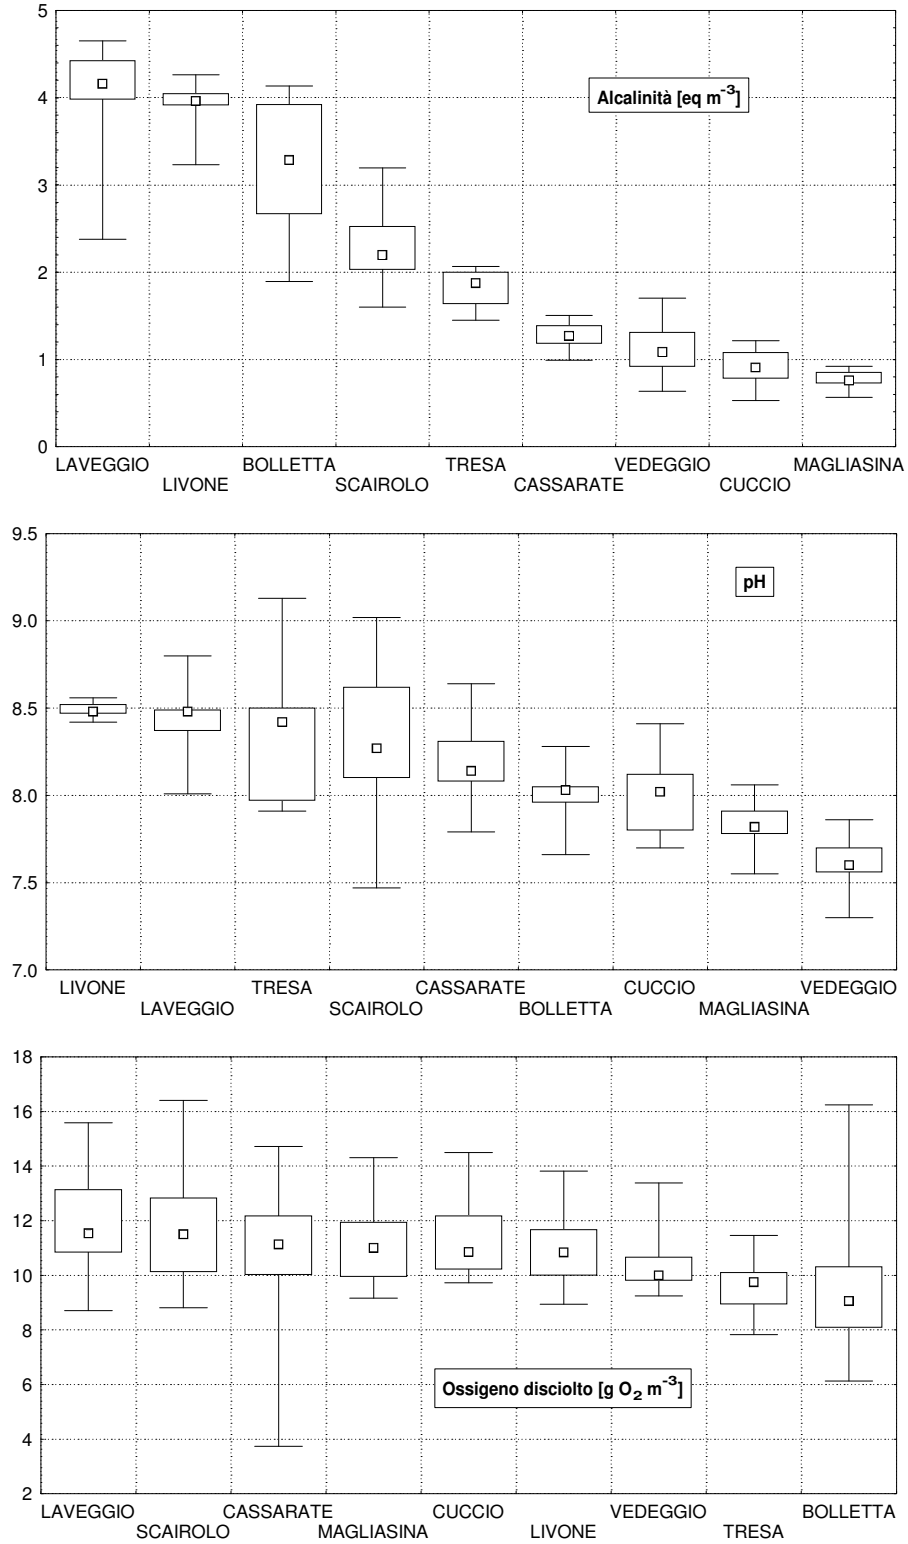 5
Alcalinità [eq m⁻³]
4
3
2
1
0
LAVEGGIO BOLLETTA TRESA VEDEGGIO MAGLIASINA
LIVONE SCAIROLO CASSARATE CUCCIO
9.5
pH
9.0
8.5
8.0
7.5
7.0
LIVONE TRESA CASSARATE CUCCIO VEDEGGIO
LAVEGGIO SCAIROLO BOLLETTA MAGLIASINA
18
16
14
12
10
8
Ossigeno disciolto [g O₂ m⁻³]
6
4
2
LAVEGGIO CASSARATE CUCCIO VEDEGGIO BOLLETTA
SCAIROLO MAGLIASINA LIVONE TRESA